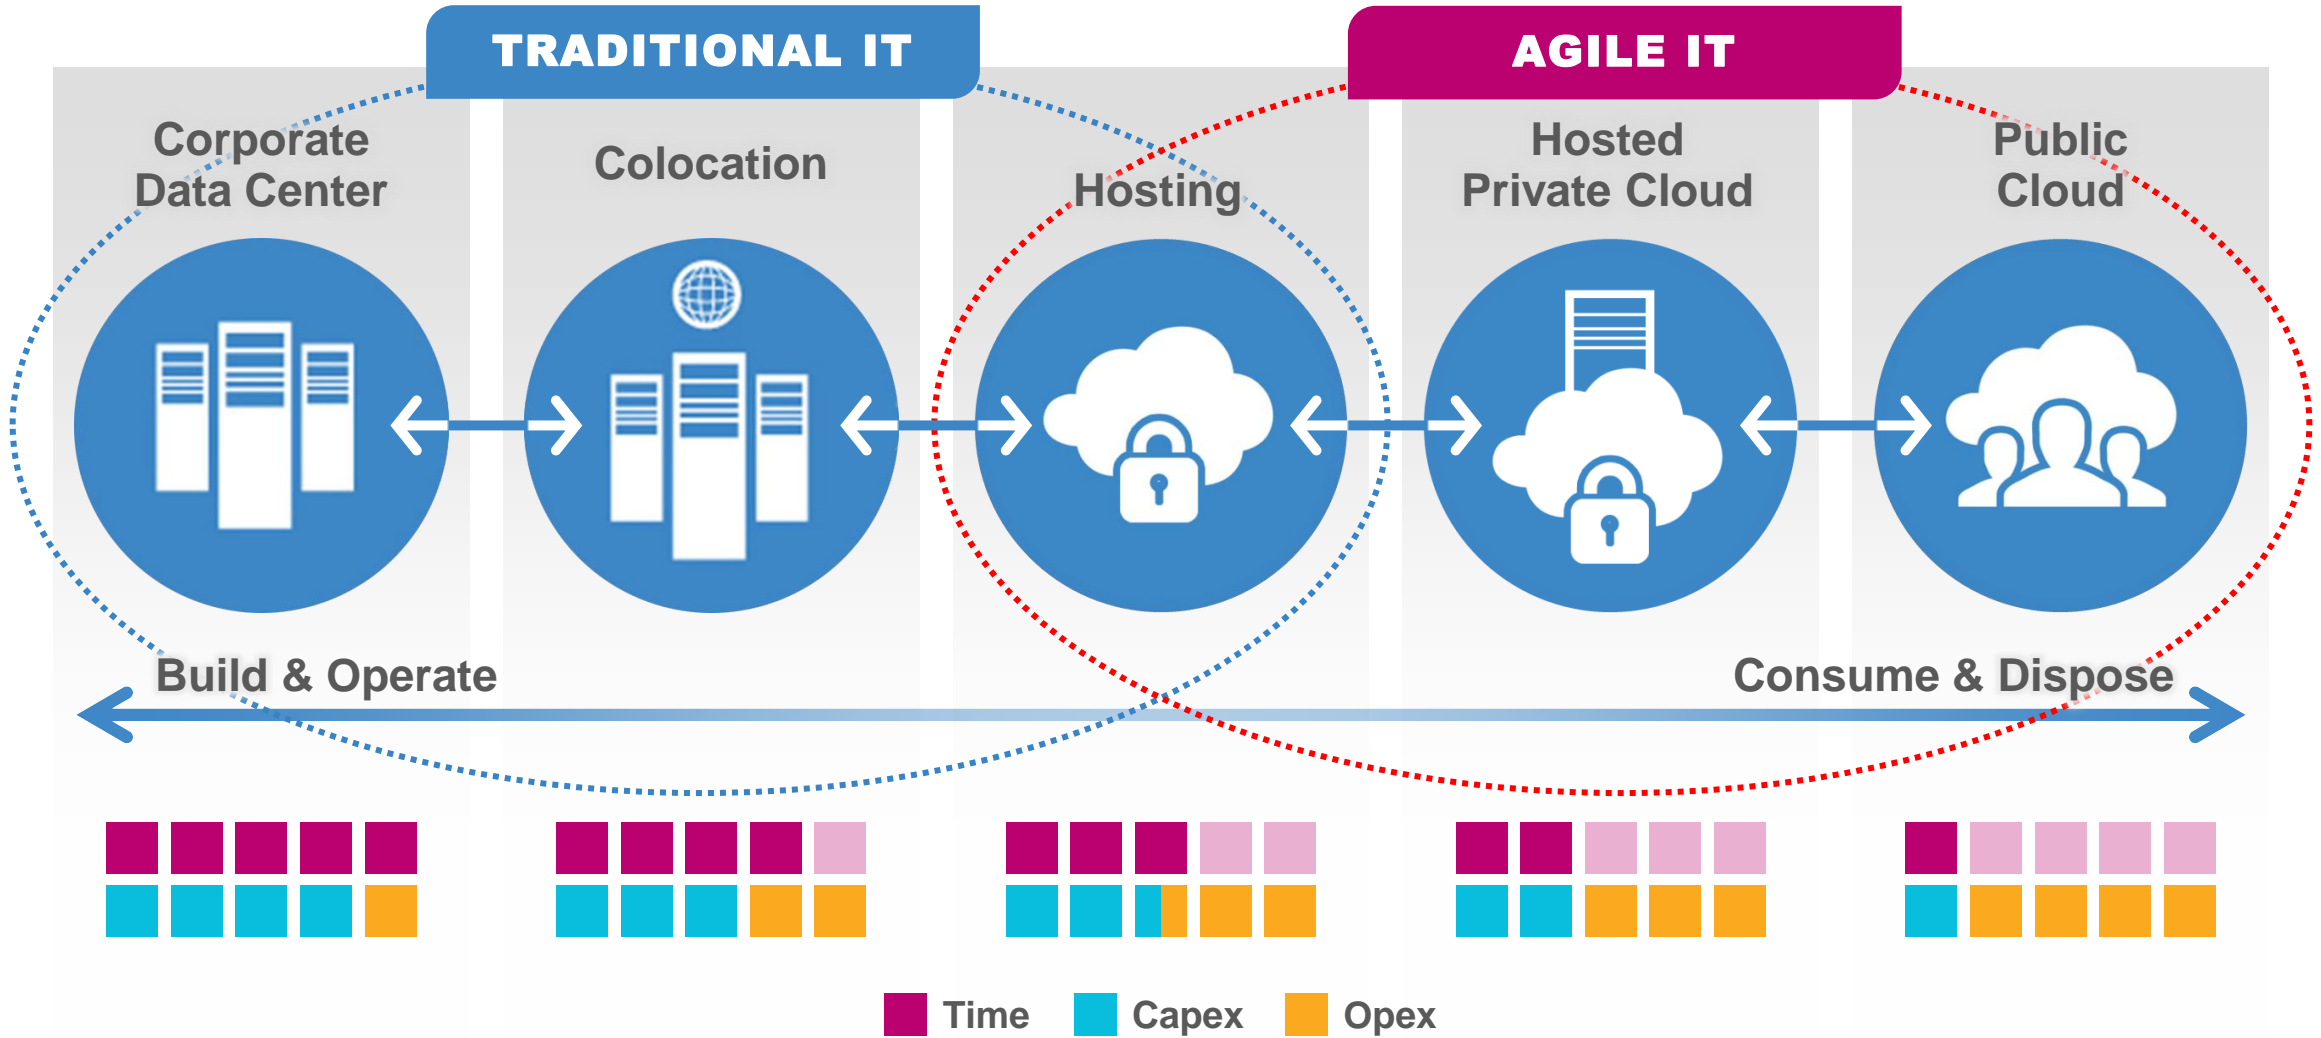 TRADITIONAL IT
AGILE IT
Corporate
Data Center
Colocation
Hosting
Hosted
Private Cloud
Public
Cloud
Build & Operate
Consume & Dispose
Time
Capex
Opex